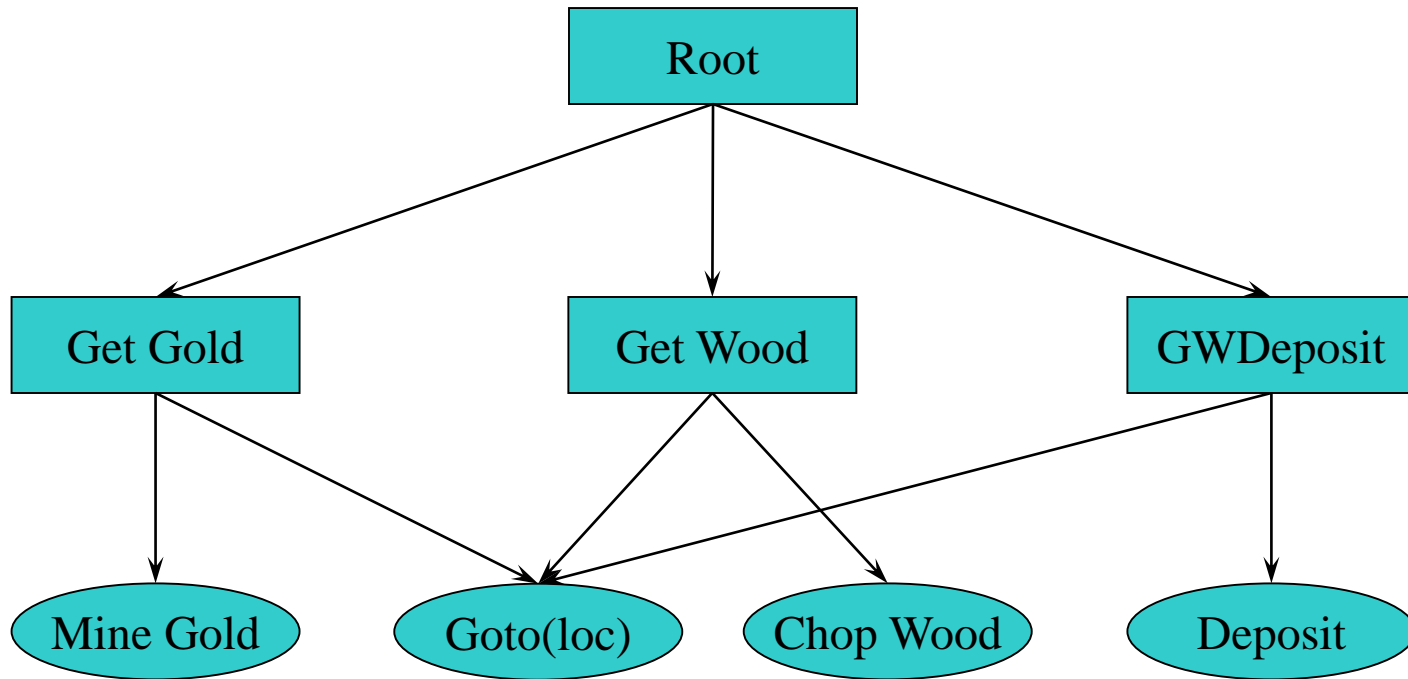 Root
Get Gold
Get Wood
GWDeposit
Mine Gold
Goto(loc)
Chop Wood
Deposit